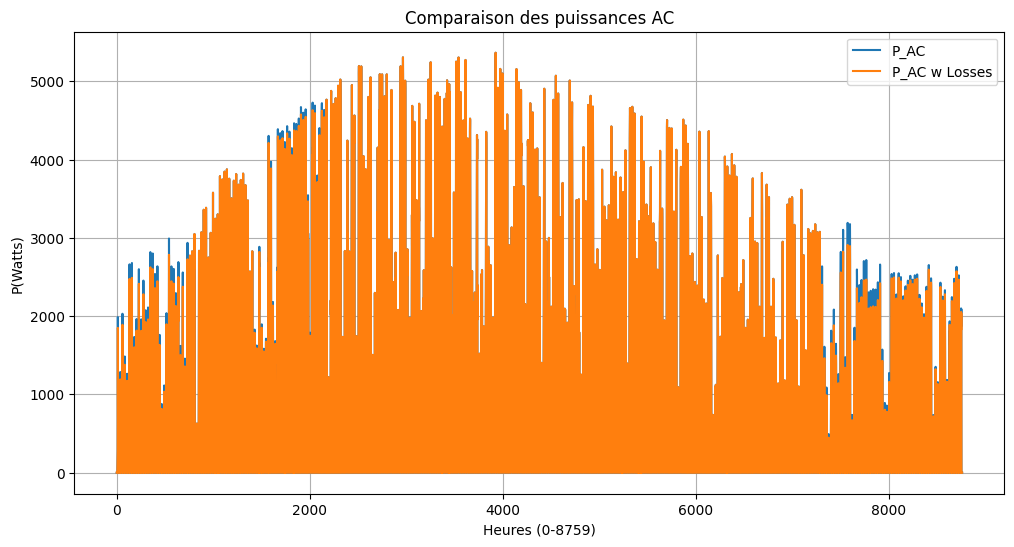 Comparaison des puissances AC
P_AC
P_AC w Losses
P(Watts)
5000
4000
3000
2000
1000
0
0 2000 4000 6000 8000
Heures (0-8759)